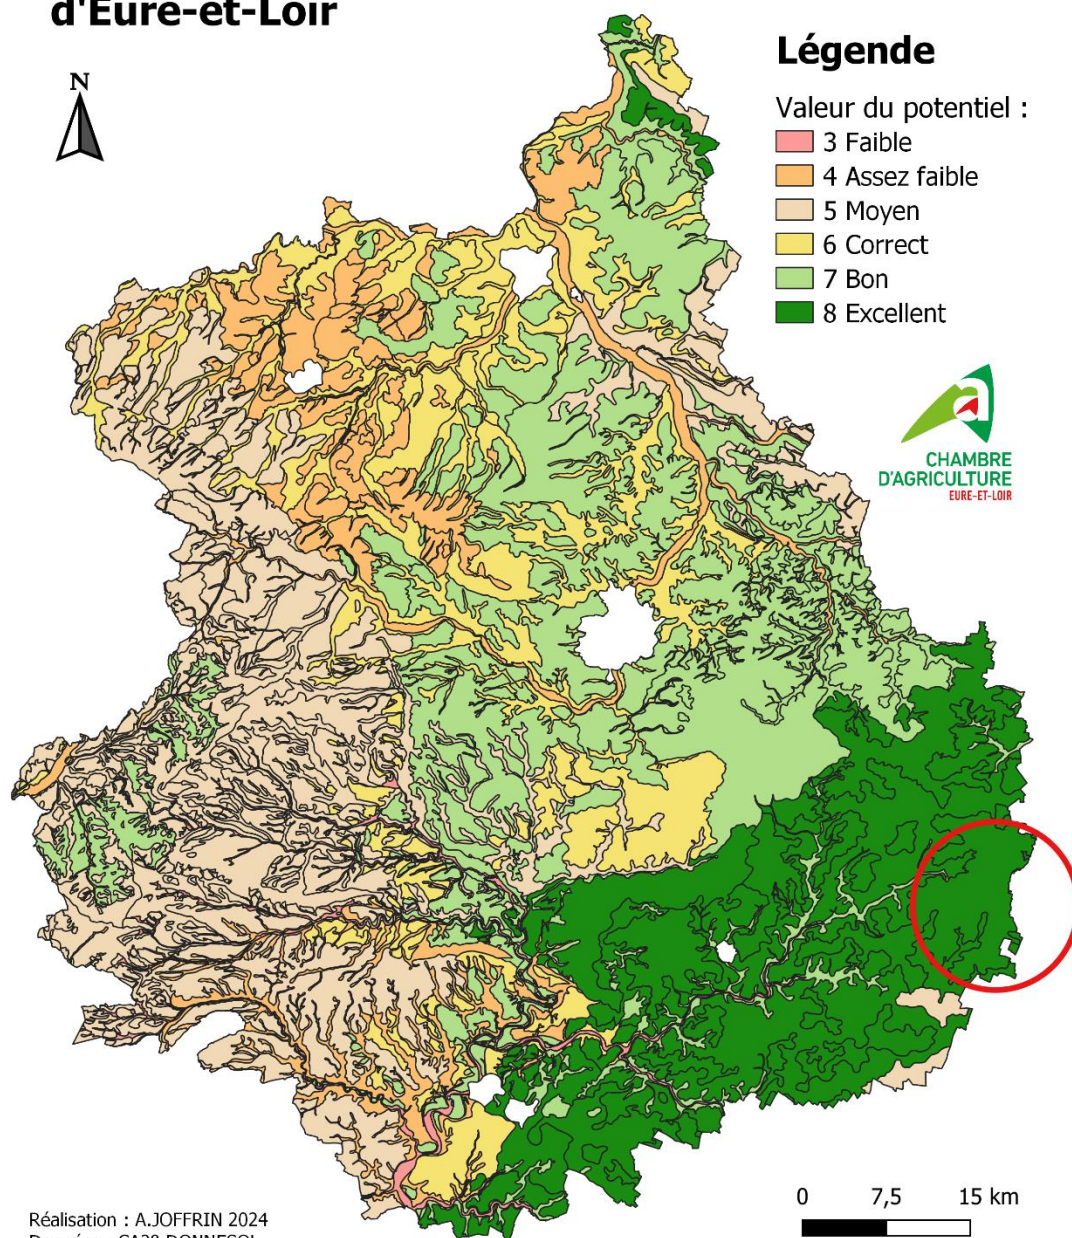 d'Eure-et-Loir
N
Légende
Valeur du potentiel :
3 Faible
4 Assez faible
5 Moyen
6 Correct
7 Bon
8 Excellent
a
CHAMBRE
D'AGRICULTURE
EURE-ET-LOIR
0 7,5 15 km
Réalisation : A.JOFFRIN 2024